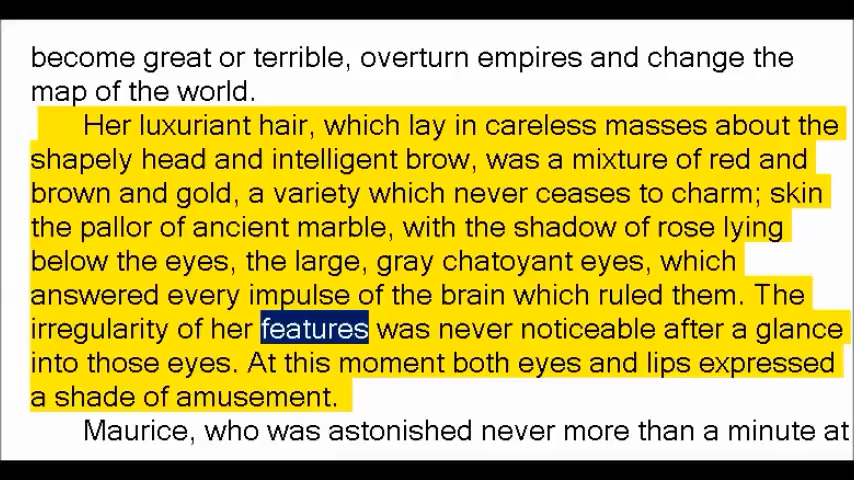 become great or terrible, overturn empires and change the
map of the world.
Her luxuriant hair, which lay in careless masses about the
shapely head and intelligent brow, was a mixture of red and
brown and gold, a variety which never ceases to charm; skin
the pallor of ancient marble, with the shadow of rose lying
below the eyes, the large, gray chatoyant eyes, which
answered every impulse of the brain which ruled them. The
irregularity of her features was never noticeable after a glance
into those eyes. At this moment both eyes and lips expressed
a shade of amusement.
Maurice, who was astonished never more than a minute at